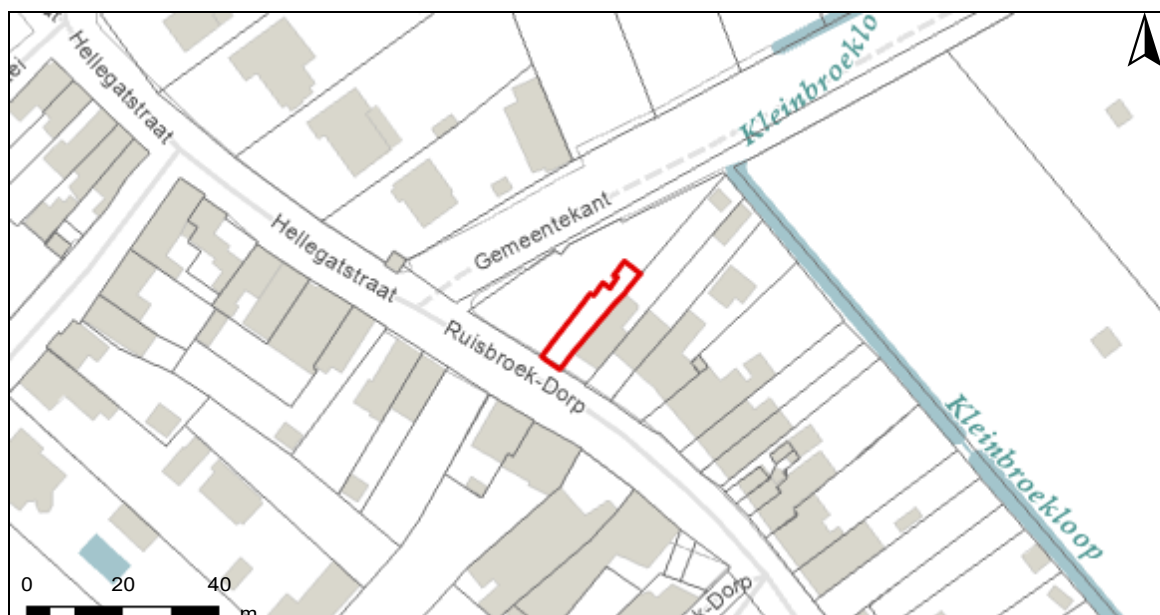 Hellegatstraat
Kleinbroeklo
Gemeentekant
Hellegatstraat
Ruisbroek-Dorp
Kleinbroekloop
k-Dorp
0 20 40
m